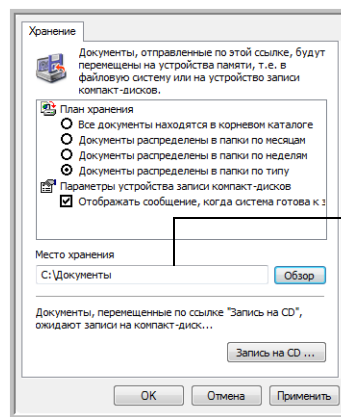 Хранение
Документы, отправленные по этой ссылке, будут
перемещены на устройства памяти, т.е. в
файловую систему или на устройство записи
компакт-дисков.
План хранения
Все документы находятся в корневом каталоге
Документы распределены в папки по месяцам
Документы распределены в папки по неделям
Документы распределены в папки по типу
Параметры устройства записи компакт-дисков
Отображать сообщение, когда система готова к з
Место хранения
C:\Документы
Обзор
Документы, перемещенные по ссылке "Запись на CD",
ожидают записи на компакт-диск...
Запись на CD ...
OK
Отмена
Применить